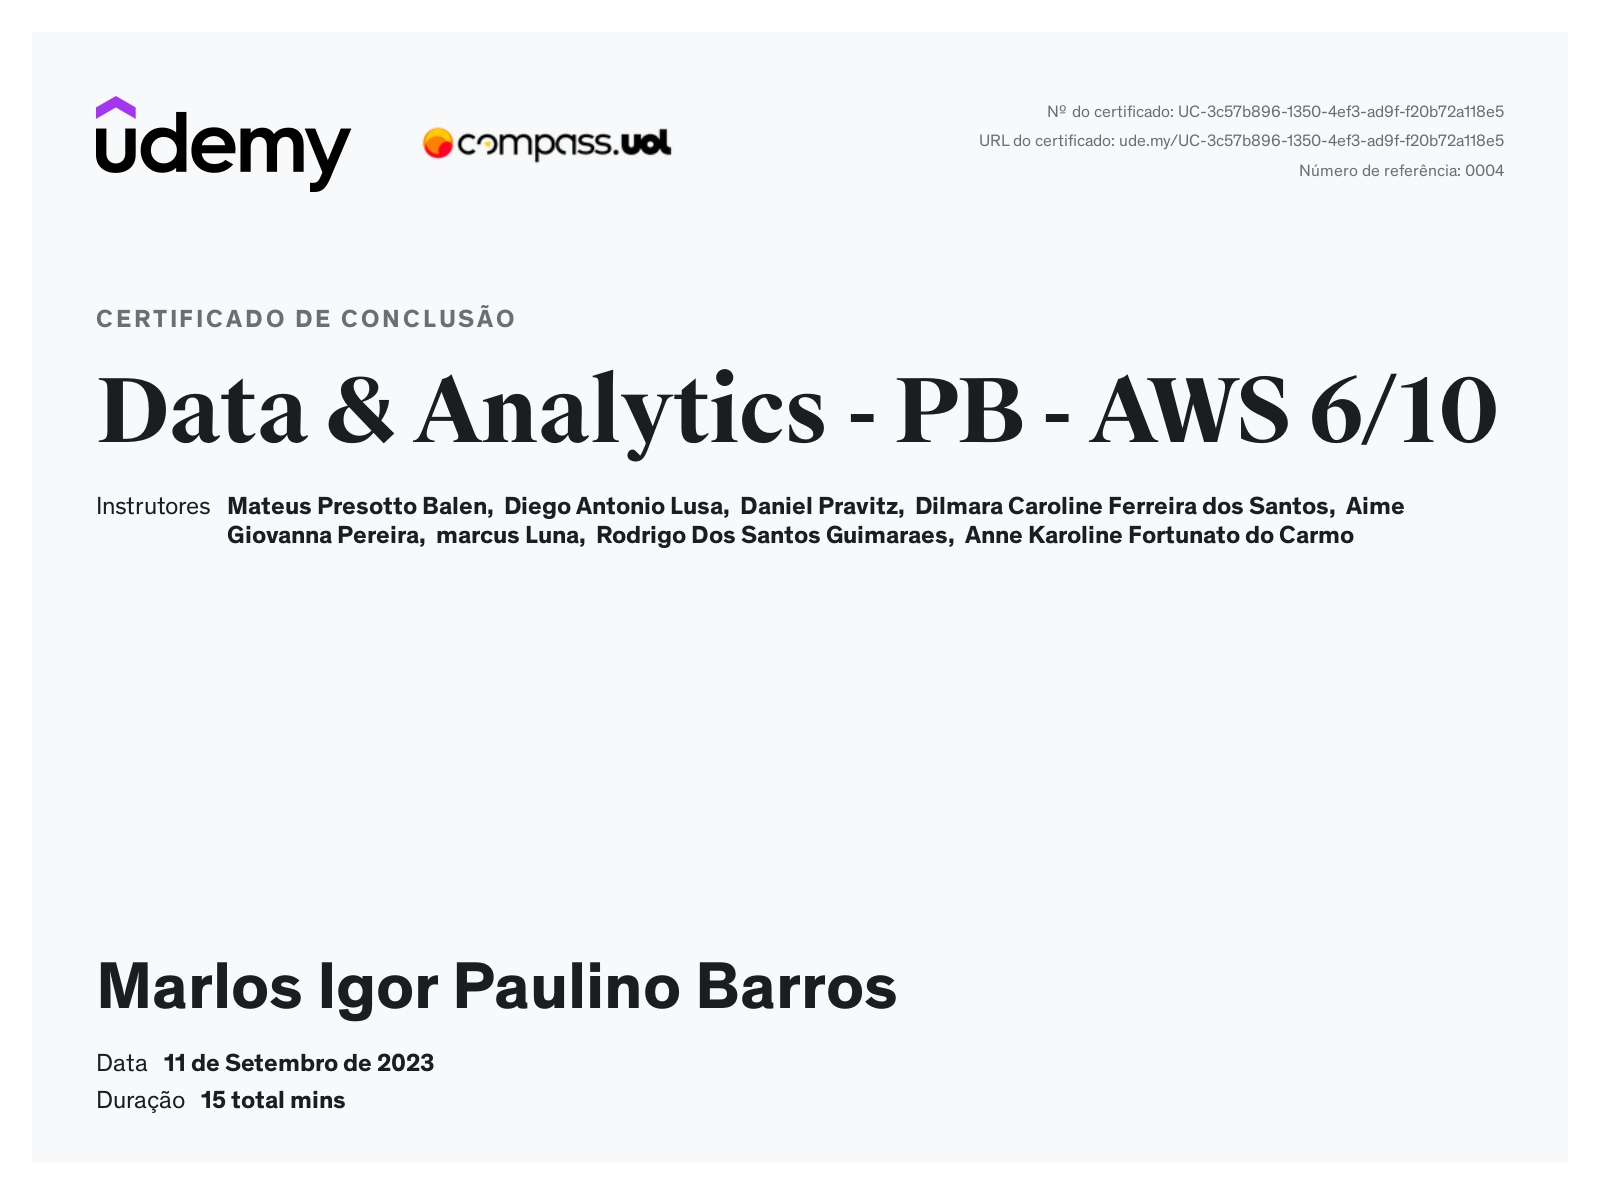 udemy
compass.uol
Nº do certificado: UC-3c57b896-1350-4ef3-ad9f-f20b72a118e5
URL do certificado: ude.my/UC-3c57b896-1350-4ef3-ad9f-f20b72a118e5
Número de referência: 0004
CERTIFICADO DE CONCLUSÃO
Data & Analytics - PB - AWS 6/10
Instrutores Mateus Presotto Balen, Diego Antonio Lusa, Daniel Pravitz, Dilmara Caroline Ferreira dos Santos, Aime
Giovanna Pereira, marcus Luna, Rodrigo Dos Santos Guimaraes, Anne Karoline Fortunato do Carmo
Marlos Igor Paulino Barros
Data 11 de Setembro de 2023
Duração 15 total mins